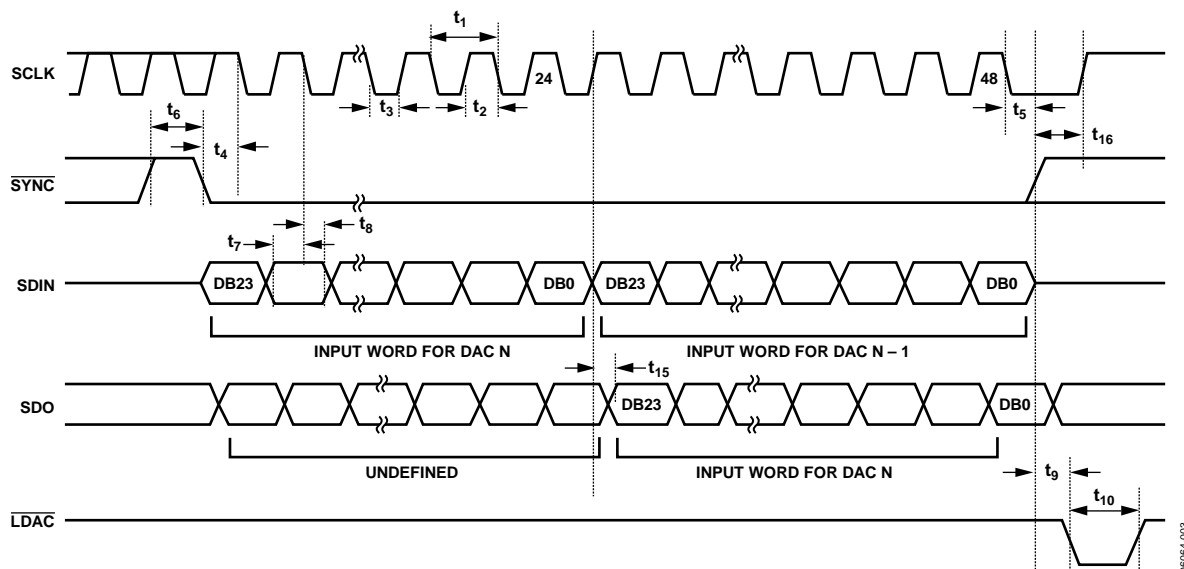 t1
SCLK
24
48
t3
t2
t5
t6
t16
t4
SYNC
t8
t7
SDIN
DB23
DB0
DB23
DB0
INPUT WORD FOR DAC N
INPUT WORD FOR DAC N – 1
t15
SDO
DB23
DB0
UNDEFINED
INPUT WORD FOR DAC N
t9
t10
LDAC
06064-003